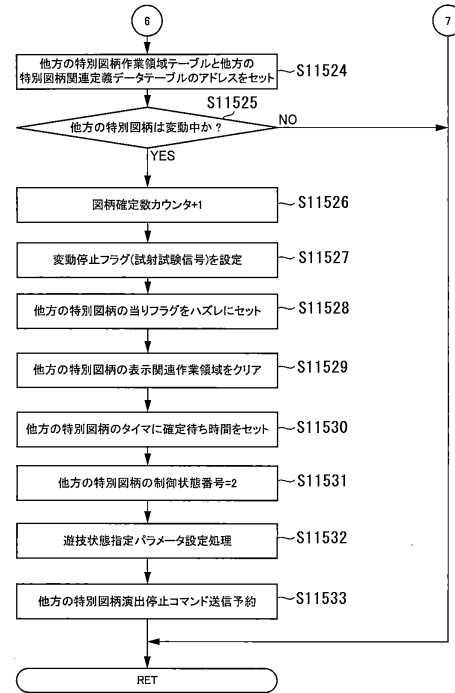 6
7
他方の特別図柄作業領域テーブルと他方の
特別図柄関連定義データテーブルのアドレスをセット
S11524
S11525
他方の特別図柄は変動中か？
NO
YES
図柄確定数カウンタ+1
S11526
変動停止フラグ(試射試験信号)を設定
S11527
他方の特別図柄の当りフラグをハズレにセット
S11528
他方の特別図柄の表示関連作業領域をクリア
S11529
他方の特別図柄のタイマに確定待ち時間をセット
S11530
他方の特別図柄の制御状態番号=2
S11531
遊技状態指定パラメータ設定処理
S11532
他方の特別図柄演出停止コマンド送信予約
S11533
RET